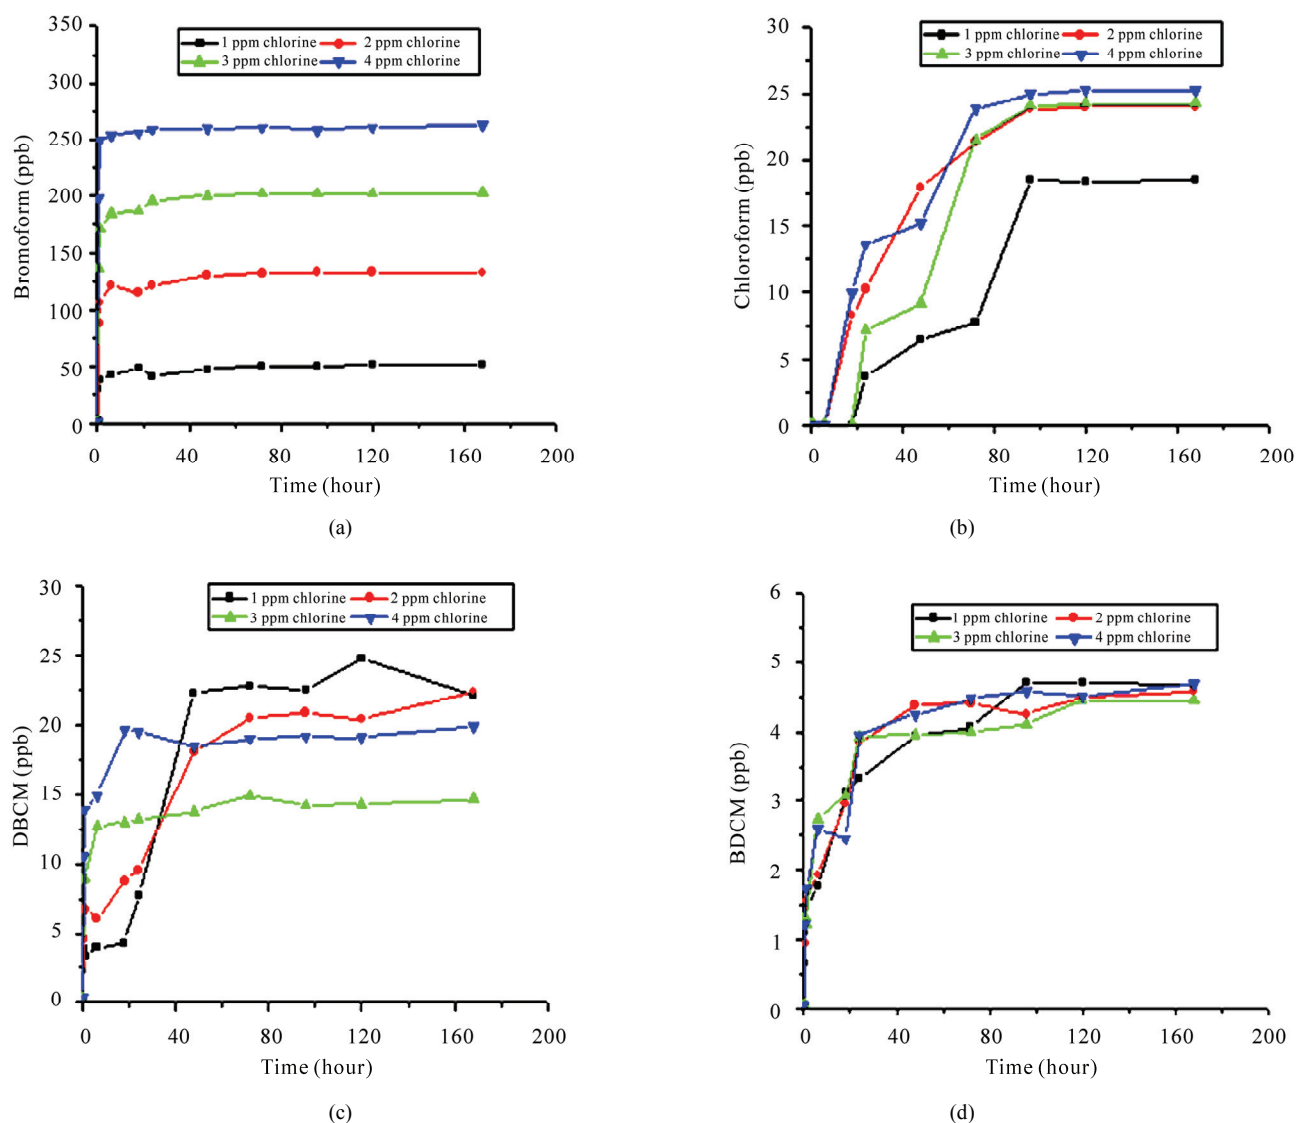 350
300
250
200
150
100
50
0
Bromoform (ppb)
1 ppm chlorine 2 ppm chlorine
3 ppm chlorine 4 ppm chlorine
0 40 80 120 160 200
Time (hour)
(a)
30
25
20
15
10
5
0
Chloroform (ppb)
1 ppm chlorine 2 ppm chlorine
3 ppm chlorine 4 ppm chlorine
0 40 80 120 160 200
Time (hour)
(b)
30
25
20
15
10
5
0
DBCM (ppb)
1 ppm chlorine 2 ppm chlorine
3 ppm chlorine 4 ppm chlorine
0 40 80 120 160 200
Time (hour)
(c)
6
5
4
3
2
1
0
BDCM (ppb)
1 ppm chlorine 2 ppm chlorine
3 ppm chlorine 4 ppm chlorine
0 40 80 120 160 200
Time (hour)
(d)